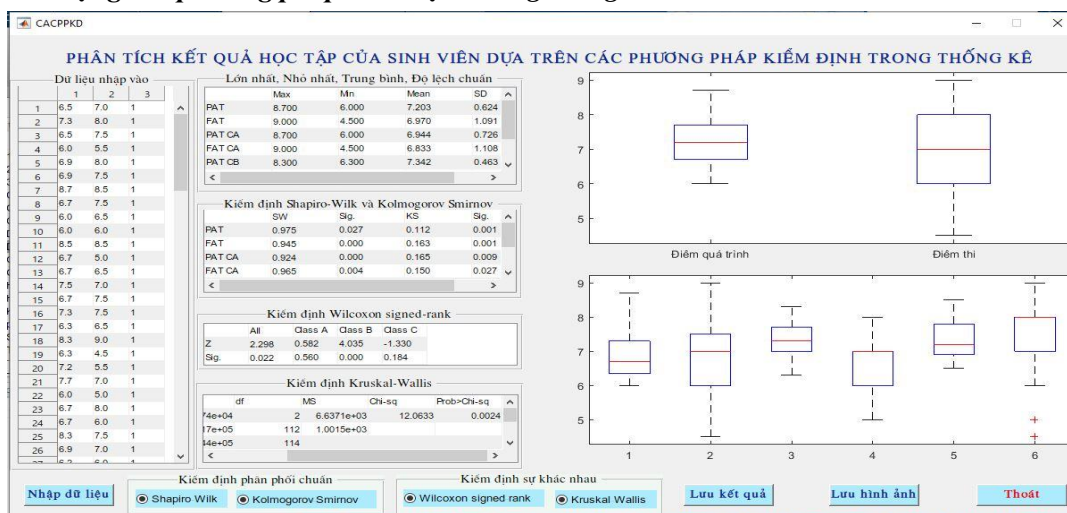 CACPPKD
PHÂN TÍCH KẾT QUẢ HỌC TẬP CỦA SINH VIÊN DỰA TRÊN CÁC PHƯƠNG PHÁP KIỂM ĐỊNH TRONG THỐNG KÊ
Dữ liệu nhập vào
1 2 3
1 6.5 7.0 1
2 7.3 8.0 1
3 6.5 7.5 1
4 6.0 5.5 1
5 6.9 8.0 1
6 6.9 7.5 1
7 8.7 8.5 1
8 6.7 7.5 1
9 6.0 6.5 1
10 6.0 6.0 1
11 8.5 8.5 1
12 6.7 5.0 1
13 6.7 6.5 1
14 7.5 7.0 1
15 6.7 7.5 1
16 7.3 7.5 1
17 6.3 6.5 1
18 8.3 9.0 1
19 6.3 4.5 1
20 7.2 5.5 1
21 7.7 7.0 1
22 6.0 5.0 1
23 6.7 8.0 1
24 6.7 6.0 1
25 8.3 7.5 1
26 6.9 7.0 1
Lớn nhất, Nhỏ nhất, Trung bình, Độ lệch chuẩn
Max Min Mean SD
PAT 8.700 6.000 7.203 0.624
FAT 9.000 4.500 6.970 1.091
PAT CA 8.700 6.000 6.944 0.726
FAT CA 9.000 4.500 6.833 1.108
PAT CB 8.300 6.300 7.342 0.463
Kiểm định Shapiro-Wilk và Kolmogorov Smirnov
SW Sig. KS Sig.
PAT 0.975 0.027 0.112 0.001
FAT 0.945 0.000 0.163 0.001
PAT CA 0.924 0.000 0.165 0.009
FAT CA 0.965 0.004 0.150 0.027
Kiểm định Wilcoxon signed-rank
All Class A Class B Class C
Z 2.298 0.582 4.035 -1.330
Sig. 0.022 0.560 0.000 0.184
Kiểm định Kruskal-Wallis
df MS Chi-sq Prob>Chi-sq
74e+04 2 6.6371e+03 12.0633 0.0024
17e+05 112 1.0015e+03
44e+05 114
9
8
7
6
5
Điểm quá trình Điểm thi
9
8
7
6
5
1 2 3 4 5 6
Nhập dữ liệu
Kiểm định phân phối chuẩn
Shapiro Wilk Kolmogorov Smirnov
Kiểm định sự khác nhau
Wilcoxon signed rank Kruskal Wallis
Lưu kết quả
Lưu hình ảnh
Thoát